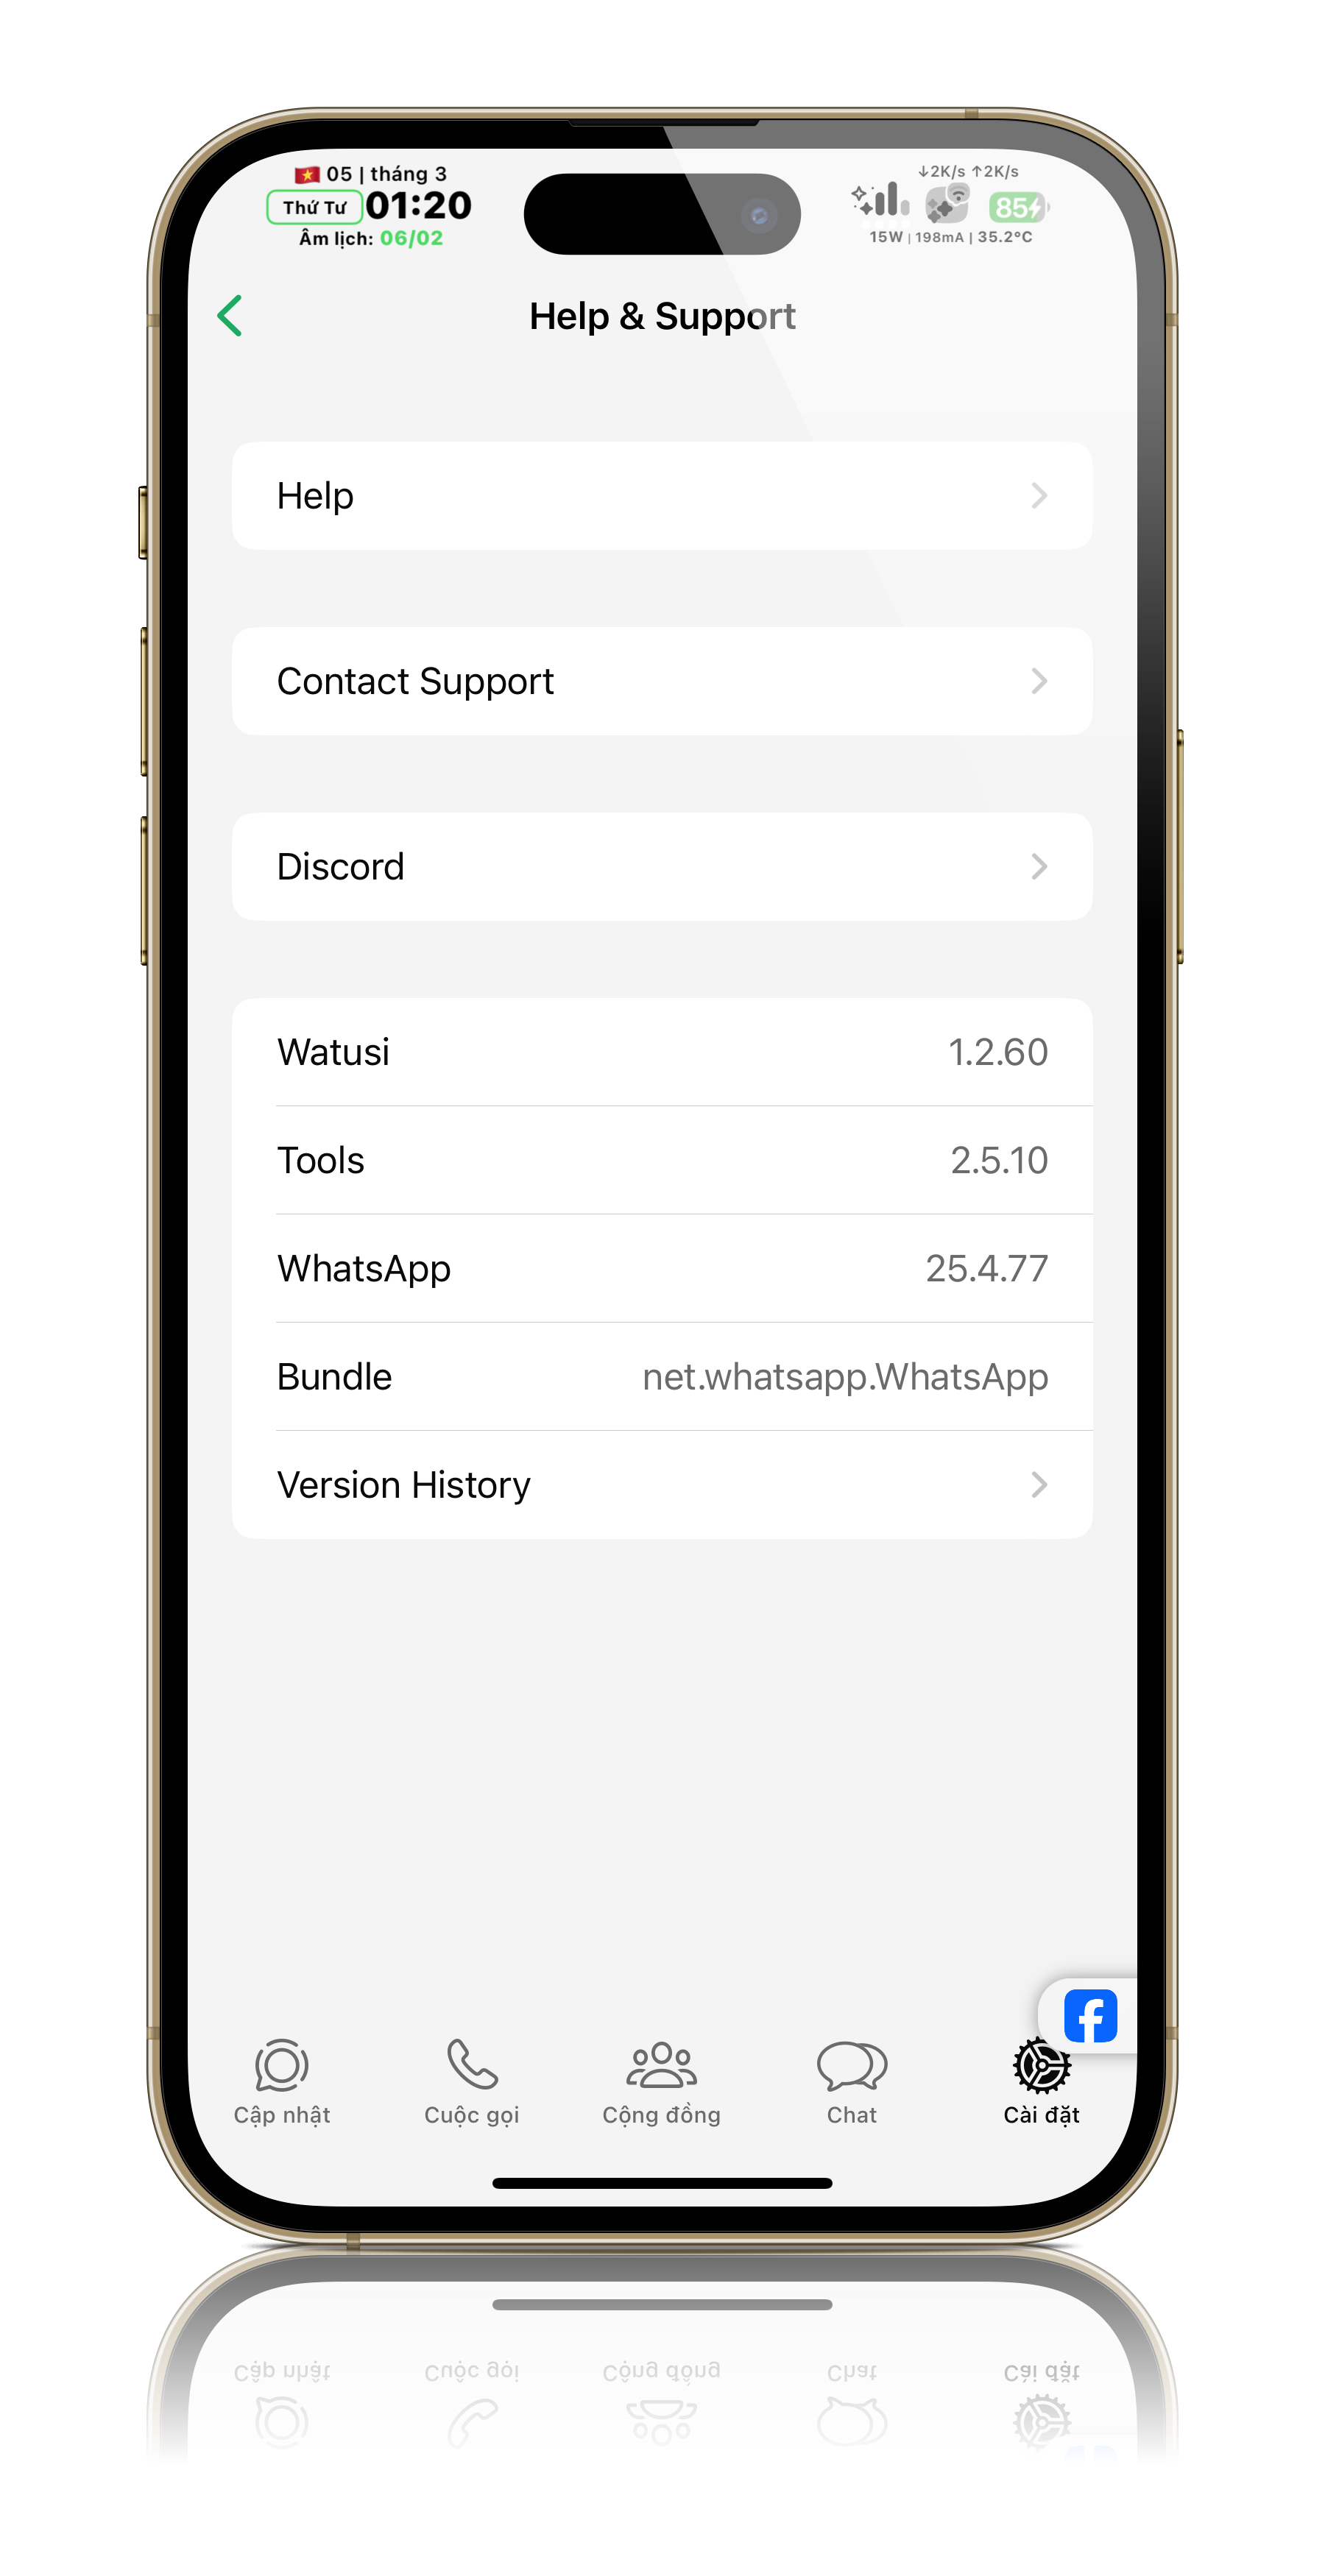 🇻🇳 05 | tháng 3
Thứ Tư 01:20
Âm lịch: 06/02
↓2K/s ↑2K/s
85
15W | 198mA | 35.2°C
Help & Support
Help
Contact Support
Discord
Watusi 1.2.60
Tools 2.5.10
WhatsApp 25.4.77
Bundle net.whatsapp.WhatsApp
Version History
Cập nhật Cuộc gọi Cộng đồng Chat Cài đặt